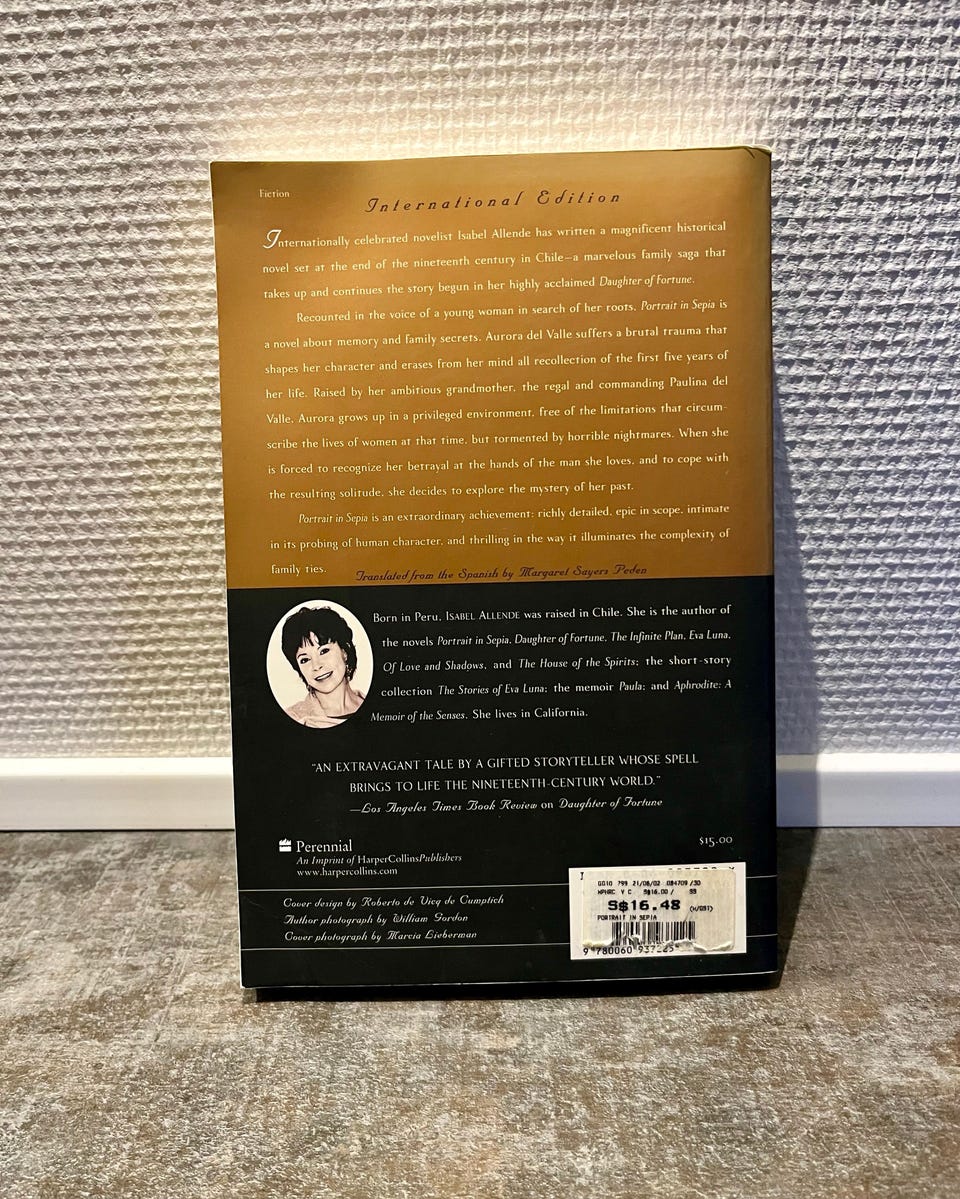 Fiction
International Edition
Internationally celebrated novelist Isabel Allende has written a magnificent historical
novel set at the end of the nineteenth century in Chile—a marvelous family saga that
takes up and continues the story begun in her highly acclaimed Daughter of Fortune.
Recounted in the voice of a young woman in search of her roots, Portrait in Sepia is
a novel about memory and family secrets. Aurora del Valle suffers a brutal trauma that
shapes her character and erases from her mind all recollection of the first five years of
her life. Raised by her ambitious grandmother, the regal and commanding Paulina del
Valle, Aurora grows up in a privileged environment, free of the limitations that circum-
scribe the lives of women at that time, but tormented by horrible nightmares. When she
is forced to recognize her betrayal at the hands of the man she loves, and to cope with
the resulting solitude, she decides to explore the mystery of her past.
Portrait in Sepia is an extraordinary achievement: richly detailed, epic in scope, intimate
in its probing of human character, and thrilling in the way it illuminates the complexity of
family ties.
Translated from the Spanish by Margaret Sayers Peden
Born in Peru, ISABEL ALLENDE was raised in Chile. She is the author of
the novels Portrait in Sepia, Daughter of Fortune, The Infinite Plan, Eva Luna,
Of Love and Shadows, and The House of the Spirits; the short-story
collection The Stories of Eva Luna; the memoir Paula; and Aphrodite: A
Memoir of the Senses. She lives in California.
"AN EXTRAVAGANT TALE BY A GIFTED STORYTELLER WHOSE SPELL
BRINGS TO LIFE THE NINETEENTH-CENTURY WORLD."
—Los Angeles Times Book Review on Daughter of Fortune
Perennial
An Imprint of HarperCollinsPublishers
www.harpercollins.com
$15.00
Cover design by Roberto de Vicq de Cumptich
Author photograph by William Gordon
Cover photograph by Marcia Lieberman
GG10 799 21/08/02 084709/30
WPHRC V C S$16.00 / SS
S$16.48 (W/GST)
PORTRAIT IN SEPIA
9 780060 937225